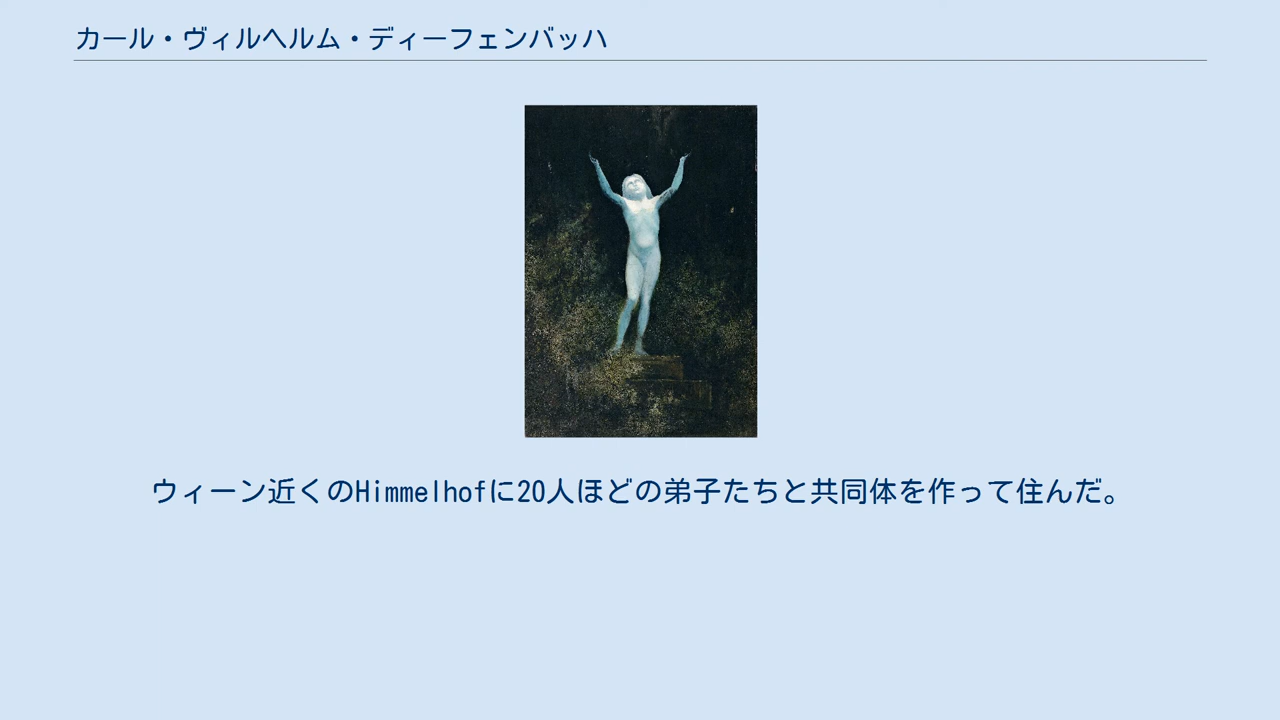 カール・ヴィルヘルム・ディーフェンバッハ
ウィーン近くのHimmelhofに20人ほどの弟子たちと共同体を作って住んだ。